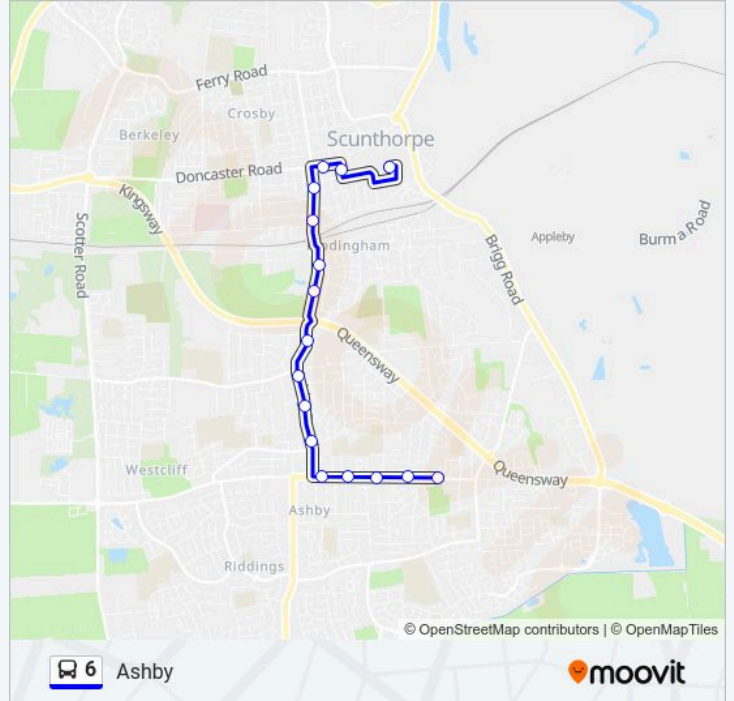 Ferry Road
Crosby
Berkeley
Scunthorpe
Doncaster Road
Kingsway
Scotter Road
Burma Road
Appleby
Brigg Road
Queensway
Westcliff
Queensway
Ashby
Riddings
© OpenStreetMap contributors | © OpenMapTiles
6 Ashby
moovit